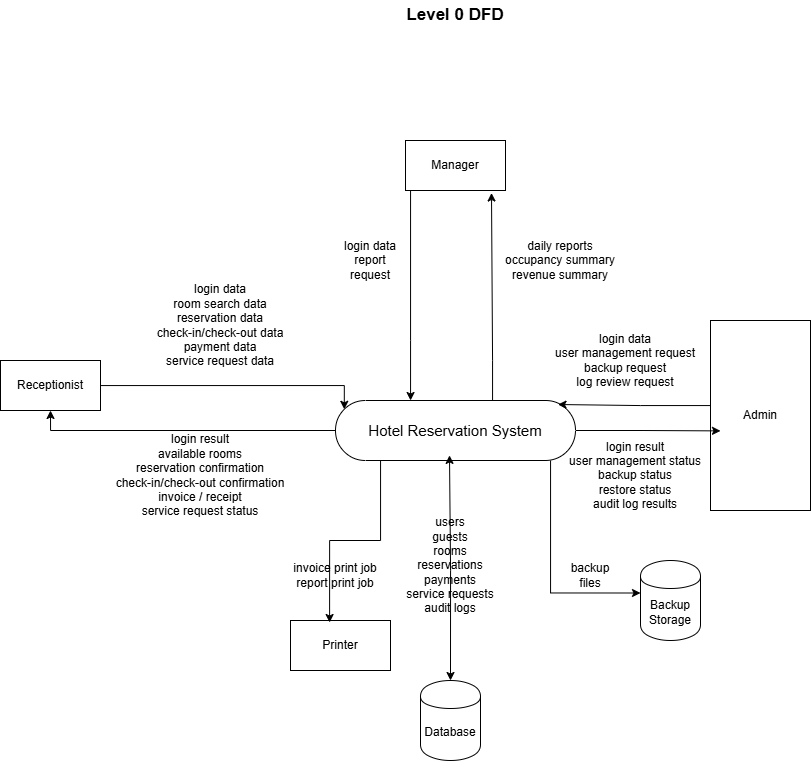 Level 0 DFD
Manager
login data
report
request
daily reports
occupancy summary
revenue summary
login data
room search data
reservation data
check-in/check-out data
payment data
service request data
login data
user management request
backup request
log review request
Receptionist
Hotel Reservation System
Admin
login result
available rooms
reservation confirmation
check-in/check-out confirmation
invoice / receipt
service request status
login result
user management status
backup status
restore status
audit log results
users
guests
rooms
reservations
payments
service requests
audit logs
invoice print job
report print job
backup
files
Printer
Backup
Storage
Database